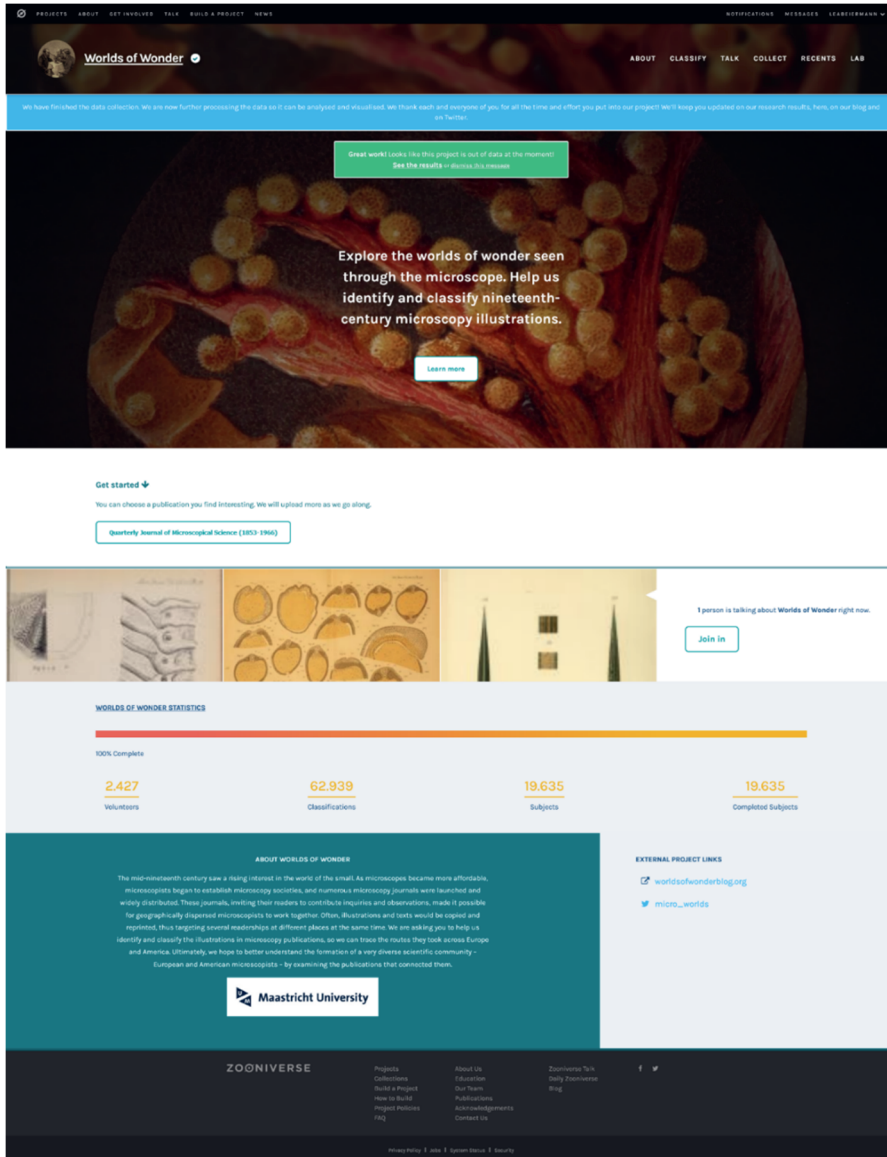 PROJECTS ABOUT GET INVOLVED TALK BUILD A PROJECT NEWS
NOTIFICATIONS MESSAGES LEABEIERMANN
Worlds of Wonder
ABOUT CLASSIFY TALK COLLECT RECENTS LAB
We have finished the data collection. We are now further processing the data so it can be analysed and visualised. We thank each and everyone of you for all the time and effort you put into our project! We'll keep you updated on our research results, here, on our blog and
on Twitter.
Great work! Looks like this project is out of data at the moment!
See the results or dismiss this message
Explore the worlds of wonder seen
through the microscope. Help us
identify and classify nineteenth-
century microscopy illustrations.
Learn more
Get started
You can choose a publication you find interesting. We will upload more as we go along.
Quarterly Journal of Microscopical Science (1853-1966)
1 person is talking about Worlds of Wonder right now.
Join in
WORLDS OF WONDER STATISTICS
100% Complete
2.427 62.939 19.635 19.635
Volunteers Classifications Subjects Completed Subjects
ABOUT WORLDS OF WONDER
The mid-nineteenth century saw a rising interest in the world of the small. As microscopes became more affordable,
microscopists began to establish microscopy societies, and numerous microscopy journals were launched and
widely distributed. These journals, inviting their readers to contribute inquiries and observations, made it possible
for geographically dispersed microscopists to work together. Often, illustrations and texts would be copied and
reprinted, thus targeting several readerships at different places at the same time. We are asking you to help us
identify and classify the illustrations in microscopy publications, so we can trace the routes they took across Europe
and America. Ultimately, we hope to better understand the formation of a very diverse scientific community -
European and American microscopists - by examining the publications that connected them.
Maastricht University
EXTERNAL PROJECT LINKS
worldsofwonderblog.org
micro_worlds
ZOONIVERSE
Projects
Collections
Build a Project
How to Build
Project Policies
FAQ
About Us
Education
Our Team
Publications
Acknowledgements
Contact Us
Zooniverse Talk
Daily Zooniverse
Blog
Privacy Policy | Jobs | System Status | Security